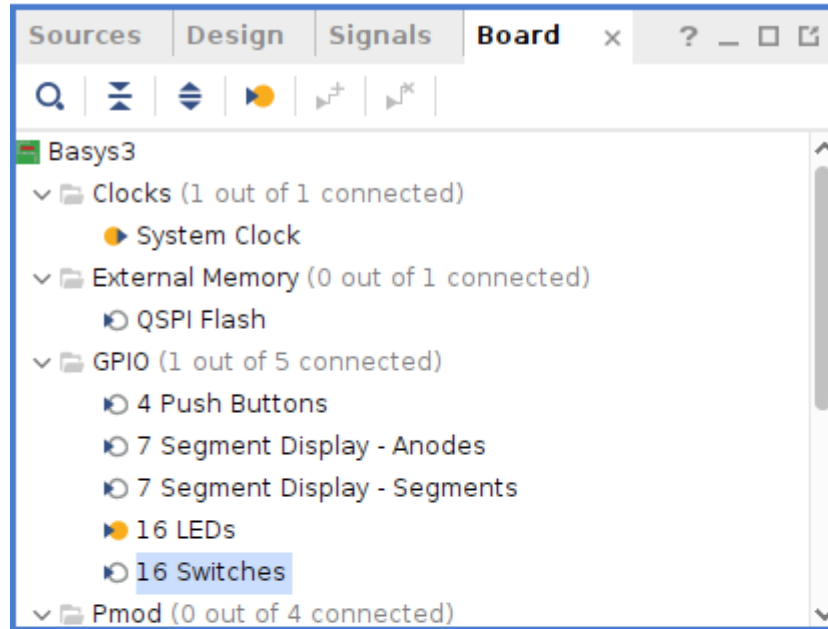 Sources Design Signals Board × ? _
Basys3
Clocks (1 out of 1 connected)
System Clock
External Memory (0 out of 1 connected)
QSPI Flash
GPIO (1 out of 5 connected)
4 Push Buttons
7 Segment Display - Anodes
7 Segment Display - Segments
16 LEDs
16 Switches
Pmod (0 out of 4 connected)